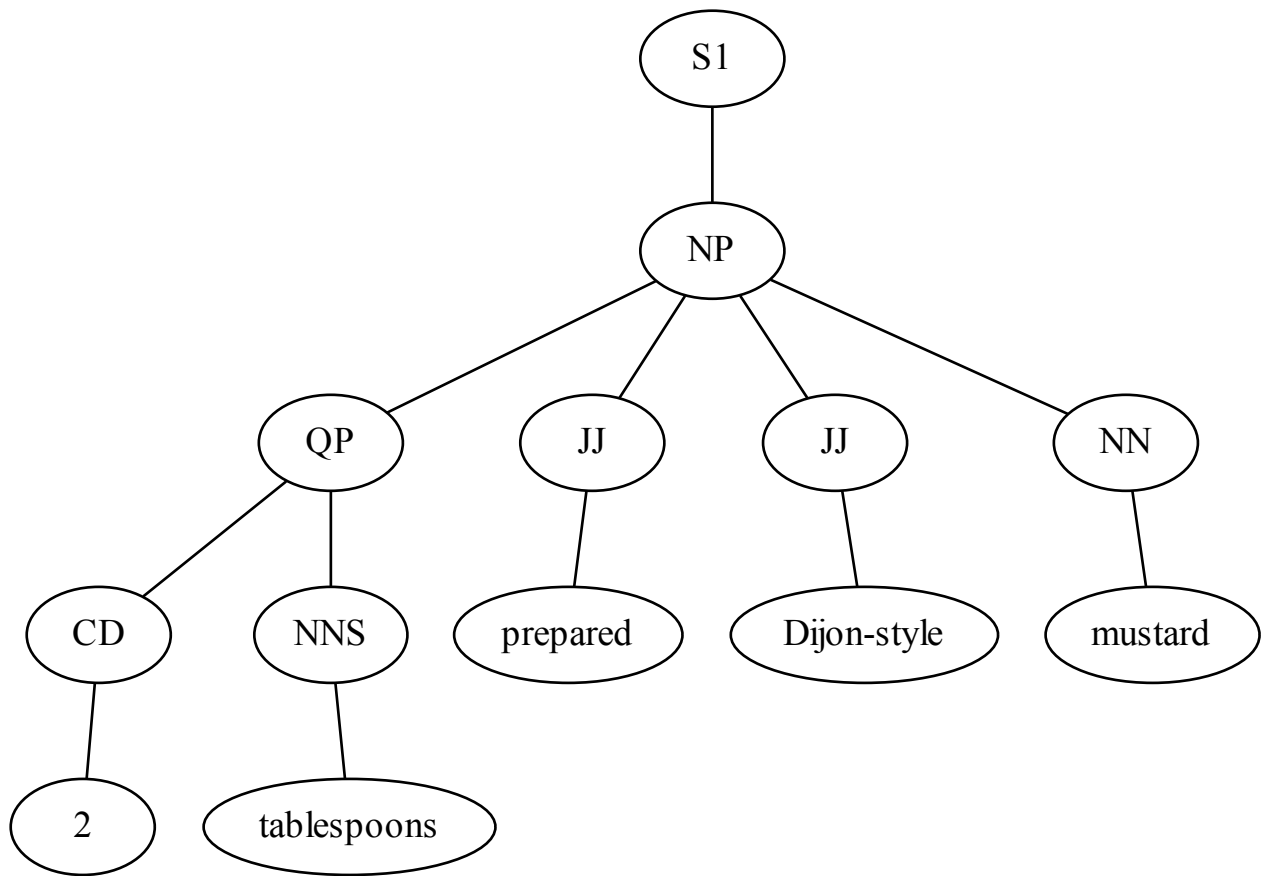 S1
NP
QP JJ JJ NN
CD NNS prepared Dijon-style mustard
2 tablespoons